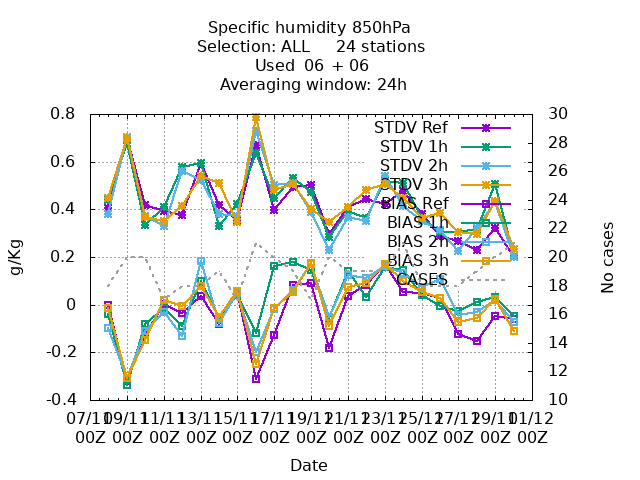 Specific humidity 850hPa
Selection: ALL 24 stations
Used 06 + 06
Averaging window: 24h
g/Kg
No cases
0.8
0.6
0.4
0.2
0
-0.2
-0.4
30
28
26
24
22
20
18
16
14
12
10
STDV Ref
STDV 1h
STDV 2h
STDV 3h
BIAS Ref
BIAS 1h
BIAS 2h
BIAS 3h
CASES
07/11 09/11 11/11 13/11 15/11 17/11 19/11 21/11 23/11 25/11 27/11 29/11 01/12
00Z 00Z 00Z 00Z 00Z 00Z 00Z 00Z 00Z 00Z 00Z 00Z 00Z
Date